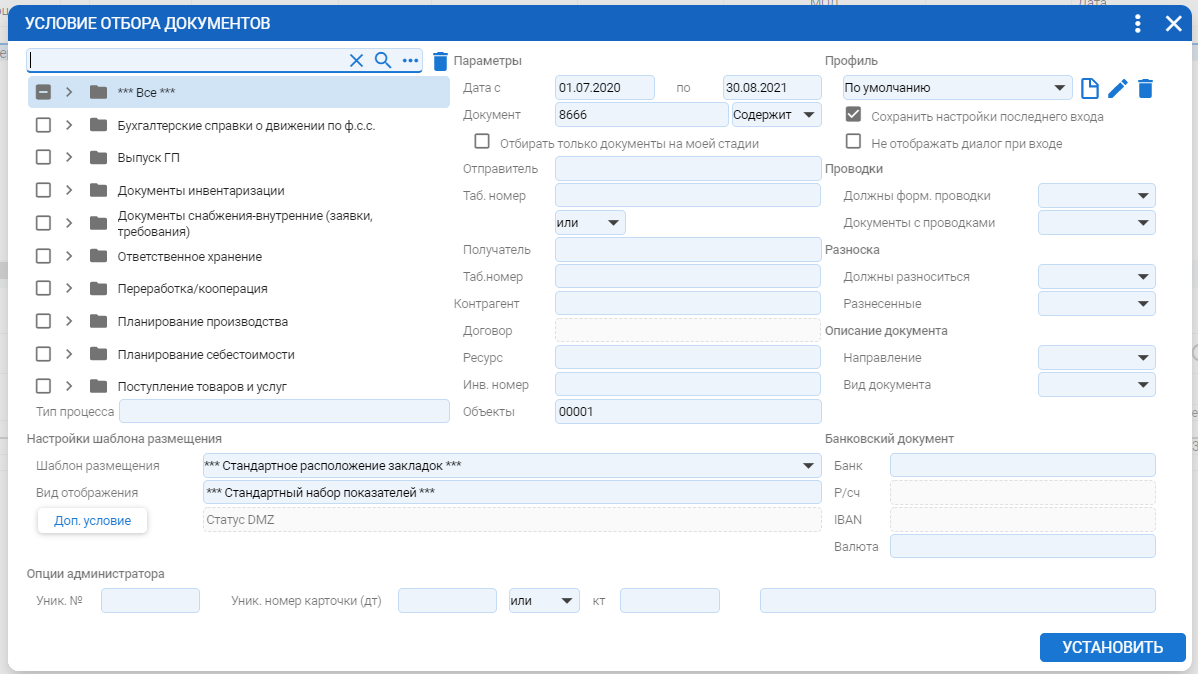 УСЛОВИЕ ОТБОРА ДОКУМЕНТОВ
Параметры
Профиль
*** Все ***
Дата с 01.07.2020 по 30.08.2021
По умолчанию
Документ 8666 Содержит
Сохранить настройки последнего входа
Бухгалтерские справки о движении по ф.с.с.
Отбирать только документы на моей стадии
Не отображать диалог при входе
Выпуск ГП
Отправитель
Проводки
Документы инвентаризации
Таб. номер
Должны форм. проводки
Документы снабжения-внутренние (заявки,
требования)
или
Документы с проводками
Ответственное хранение
Получатель
Разноска
Переработка/кооперация
Таб.номер
Должны разноситься
Контрагент
Разнесенные
Планирование производства
Договор
Описание документа
Планирование себестоимости
Ресурс
Направление
Поступление товаров и услуг
Инв. номер
Вид документа
Тип процесса
Объекты 00001
Настройки шаблона размещения
Банковский документ
Шаблон размещения *** Стандартное расположение закладок ***
Банк
Вид отображения *** Стандартный набор показателей ***
Р/сч
Доп. условие Статус DMZ
IBAN
Валюта
Опции администратора
Уник. № Уник. номер карточки (дт) или кт
УСТАНОВИТЬ